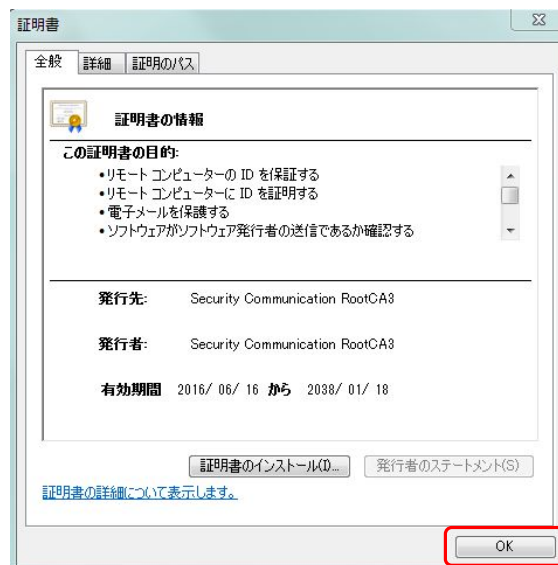 証明書
全般 詳細 証明のパス
証明書の情報
この証明書の目的:
•リモート コンピューターの ID を保証する
•リモート コンピューターに ID を証明する
•電子メールを保護する
•ソフトウェアがソフトウェア発行者の送信であるか確認する
発行先: Security Communication RootCA3
発行者: Security Communication RootCA3
有効期間 2016/ 06/ 16 から 2038/ 01/ 18
証明書のインストール(I)... 発行者のステートメント(S)
証明書の詳細について表示します。
OK